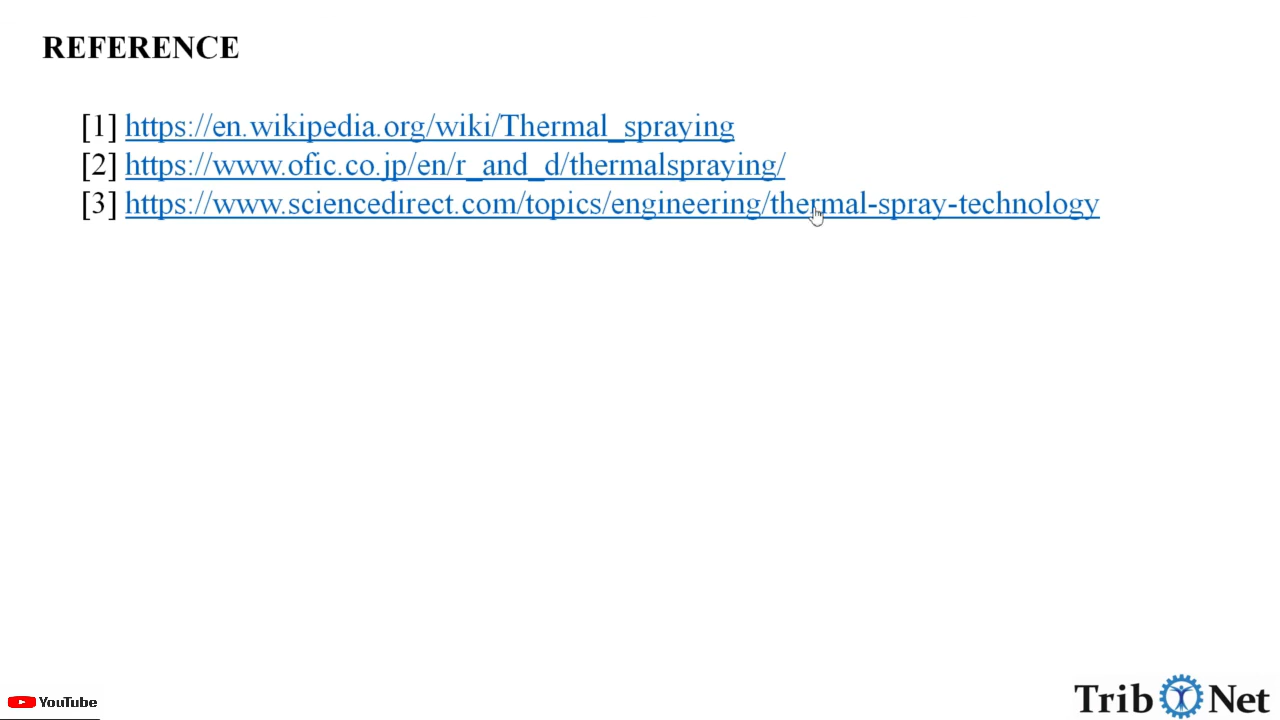 REFERENCE
[1] https://en.wikipedia.org/wiki/Thermal_spraying
[2] https://www.ofic.co.jp/en/r_and_d/thermalspraying/
[3] https://www.sciencedirect.com/topics/engineering/thermal-spray-technology
YouTube
Trib Net